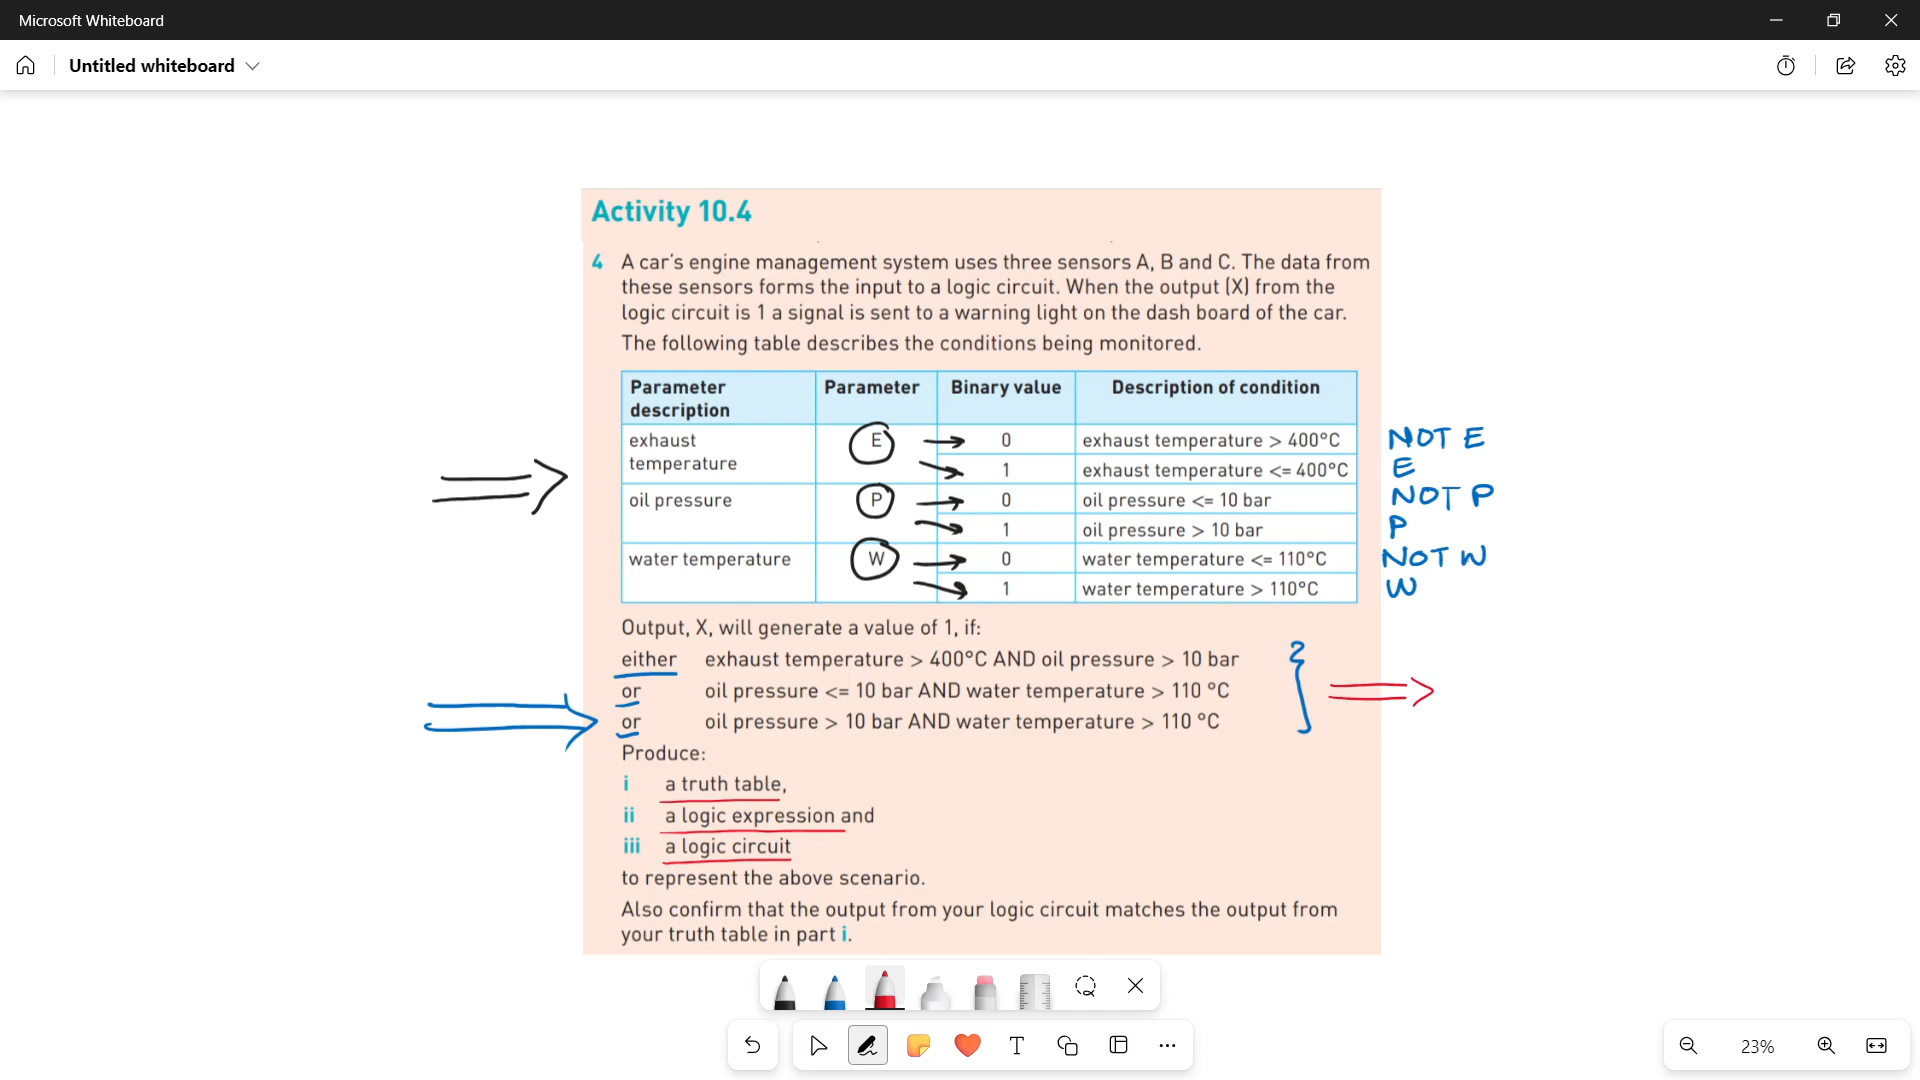 Microsoft Whiteboard
Untitled whiteboard
Activity 10.4
4 A car's engine management system uses three sensors A, B and C. The data from
these sensors forms the input to a logic circuit. When the output (X) from the
logic circuit is 1 a signal is sent to a warning light on the dash board of the car.
The following table describes the conditions being monitored.
Parameter description Parameter Binary value Description of condition
exhaust temperature E 0 exhaust temperature > 400°C NOT E
1 exhaust temperature <= 400°C E
oil pressure P 0 oil pressure <= 10 bar NOT P
1 oil pressure > 10 bar P
water temperature W 0 water temperature <= 110°C NOT W
1 water temperature > 110°C W
Output, X, will generate a value of 1, if:
either exhaust temperature > 400°C AND oil pressure > 10 bar
or oil pressure <= 10 bar AND water temperature > 110 °C
or oil pressure > 10 bar AND water temperature > 110 °C
Produce:
i a truth table,
ii a logic expression and
iii a logic circuit
to represent the above scenario.
Also confirm that the output from your logic circuit matches the output from
your truth table in part i.
23%